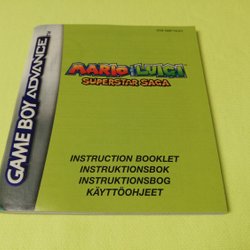 GAME BOY ADVANCE
MARIO & LUIGI
SUPERSTAR SAGA
INSTRUCTION BOOKLET
INSTRUKTIONSBOK
INSTRUKTIONSBOG
KÄYTTÖOHJEET